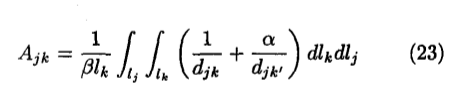 A_{jk} = \frac{1}{\beta l_k} \int_{l_j} \int_{l_k} \left( \frac{1}{d_{jk}} + \frac{\alpha}{d_{jk'}} \right) dl_k dl_j (23)